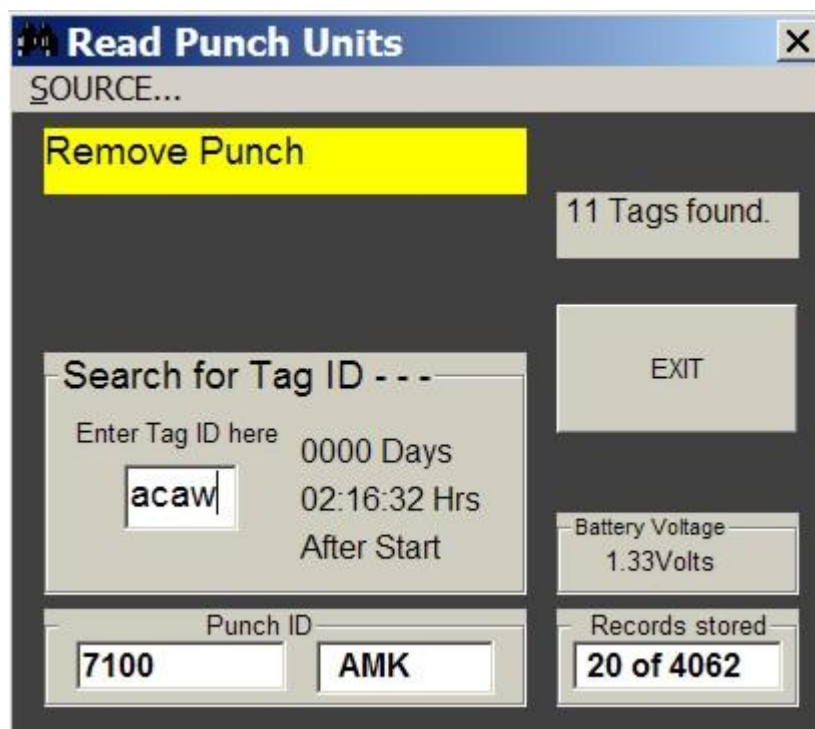 Read Punch Units
SOURCE...
Remove Punch
11 Tags found.
EXIT
Search for Tag ID - - -
Enter Tag ID here
acaw
0000 Days
02:16:32 Hrs
After Start
Battery Voltage
1.33Volts
Punch ID
7100
AMK
Records stored
20 of 4062